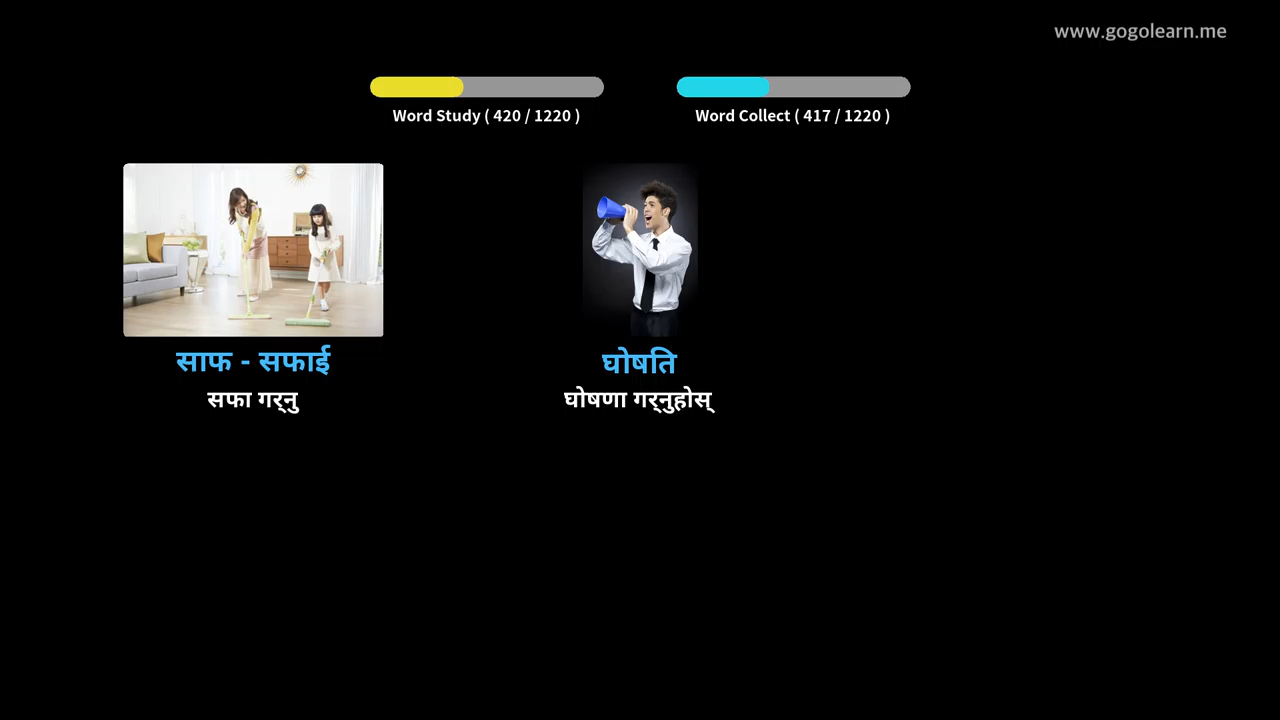 www.gogolearn.me
Word Study ( 420 / 1220 )
Word Collect ( 417 / 1220 )
साफ - सफाई
सफा गर्नु
घोषति
घोषणा गर्नुहोस्